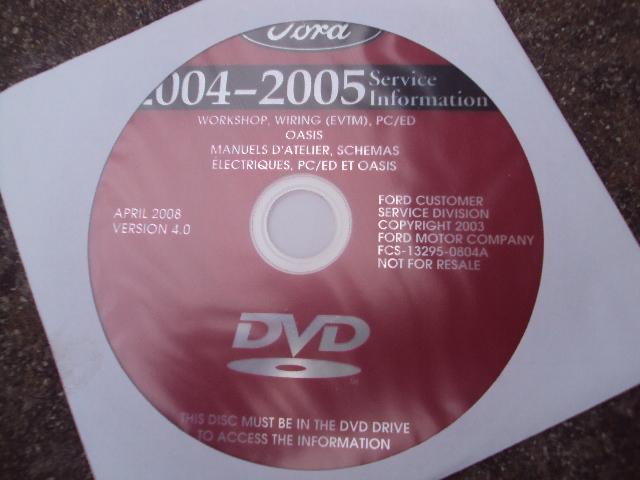 Ford
2004-2005 Service Information
WORKSHOP, WIRING (EVTM), PC/ED
OASIS
MANUELS D'ATELIER, SCHEMAS
ÉLECTRIQUES, PC/ED ET OASIS
APRIL 2008
VERSION 4.0
FORD CUSTOMER
SERVICE DIVISION
COPYRIGHT 2003
FORD MOTOR COMPANY
FCS-13295-0804A
NOT FOR RESALE
DVD
THIS DISC MUST BE IN THE DVD DRIVE
TO ACCESS THE INFORMATION